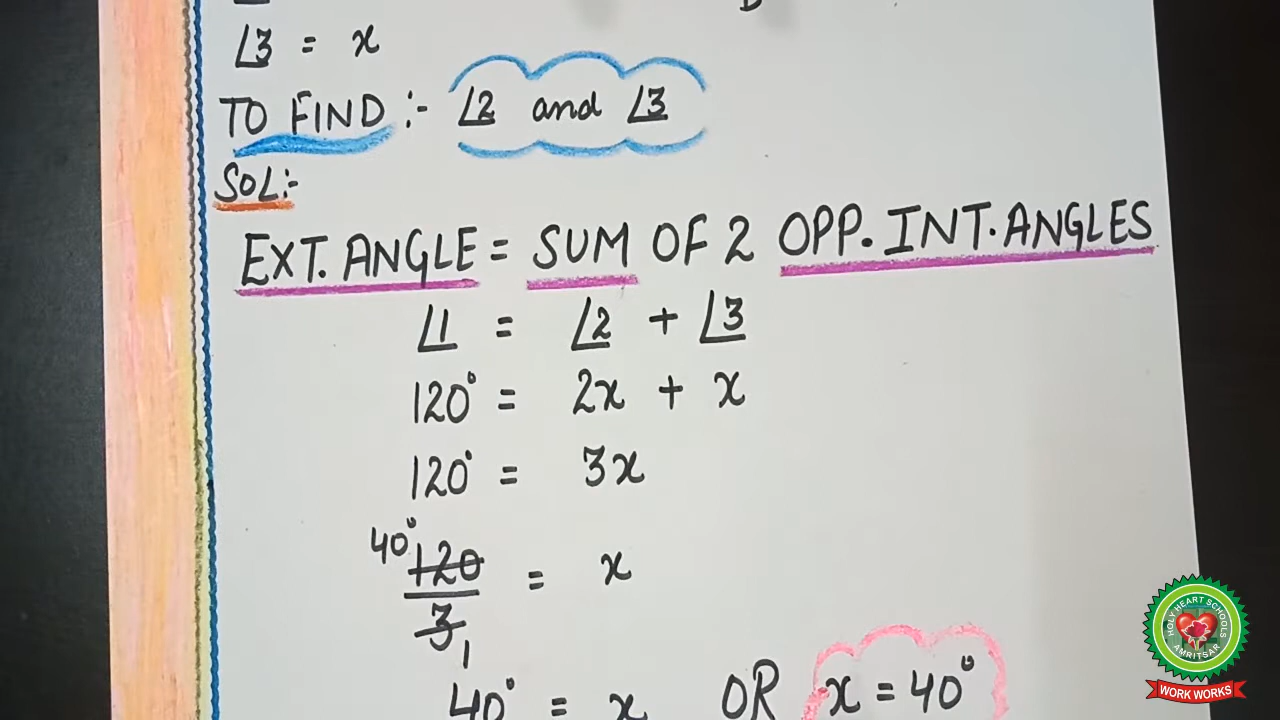 ∠3 = x
TO FIND :- ∠2 and ∠3
SOL:-
EXT. ANGLE = SUM OF 2 OPP. INT. ANGLES
∠1 = ∠2 + ∠3
120° = 2x + x
120° = 3x
40°
120
— = x
3
1
40° = x OR x = 40°
HOLY HEART SCHOOLS
AMRITSAR
WORK WORKS